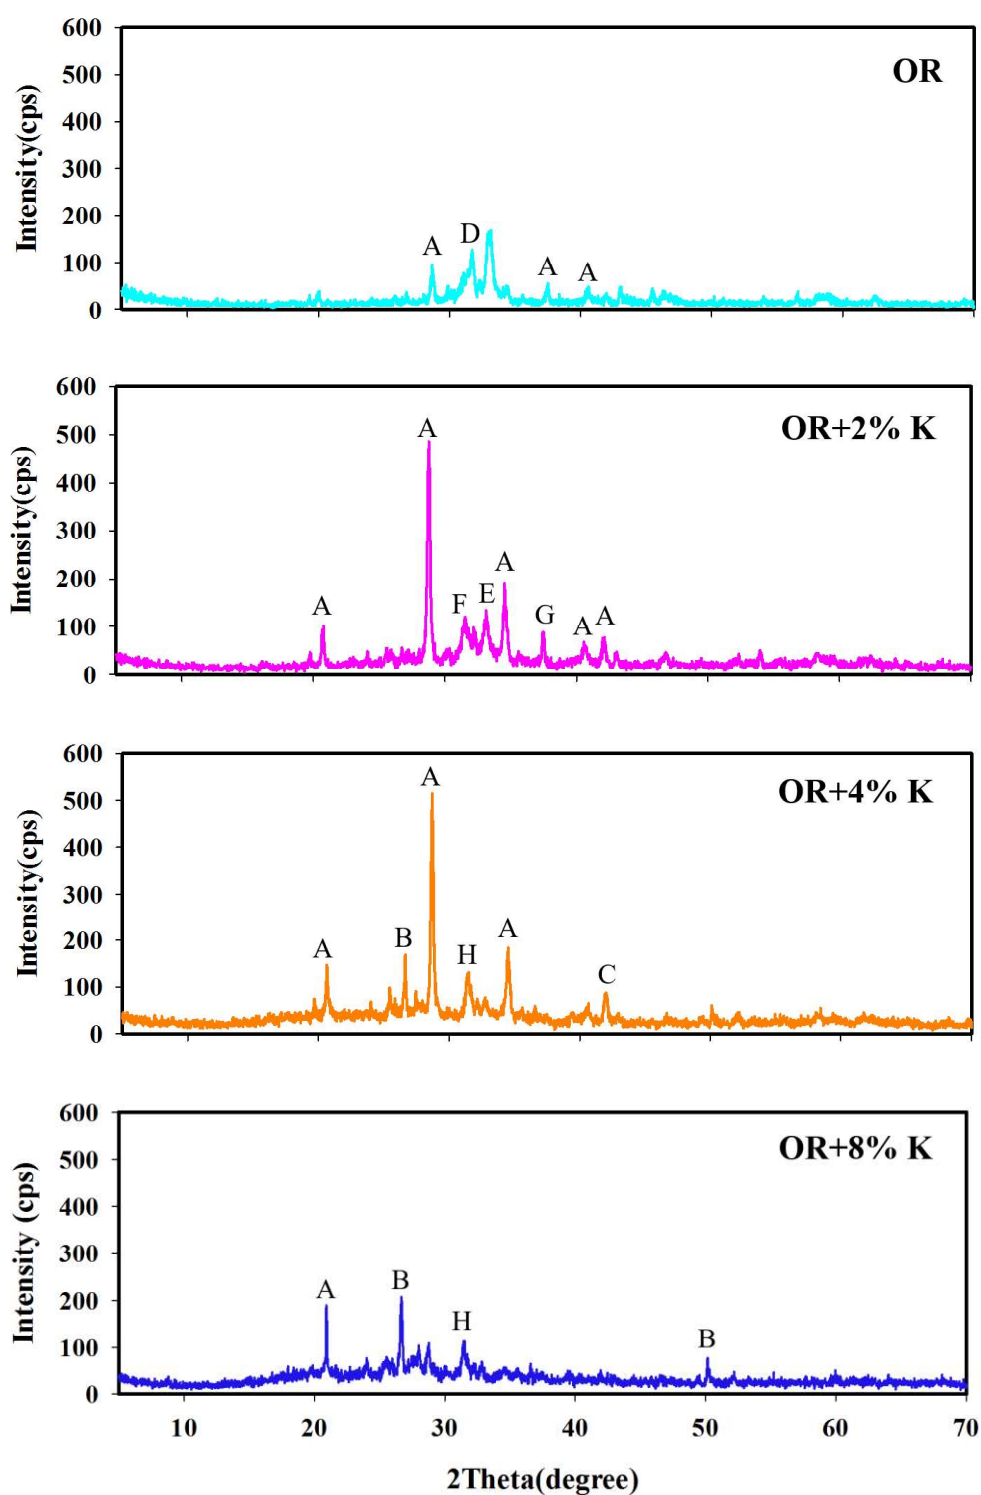 600
500
400
300
200
100
0
Intensity(cps)
OR
A
D
A
A
600
500
400
300
200
100
0
Intensity(cps)
OR+2% K
A
A
F
E
A
G
A
A
600
500
400
300
200
100
0
Intensity(cps)
OR+4% K
A
B
A
H
A
C
600
500
400
300
200
100
0
Intensity (cps)
OR+8% K
A
B
H
B
10 20 30 40 50 60 70
2Theta(degree)